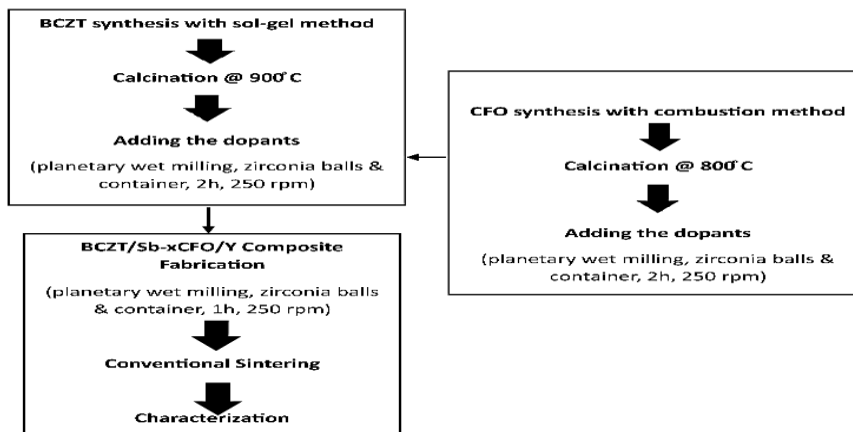 BCZT synthesis with sol-gel method
Calcination @ 900°C
Adding the dopants
(planetary wet milling, zirconia balls &
container, 2h, 250 rpm)
CFO synthesis with combustion method
Calcination @ 800°C
Adding the dopants
(planetary wet milling, zirconia balls &
container, 2h, 250 rpm)
BCZT/Sb-xCFO/Y Composite
Fabrication
(planetary wet milling, zirconia balls
& container, 1h, 250 rpm)
Conventional Sintering
Characterization